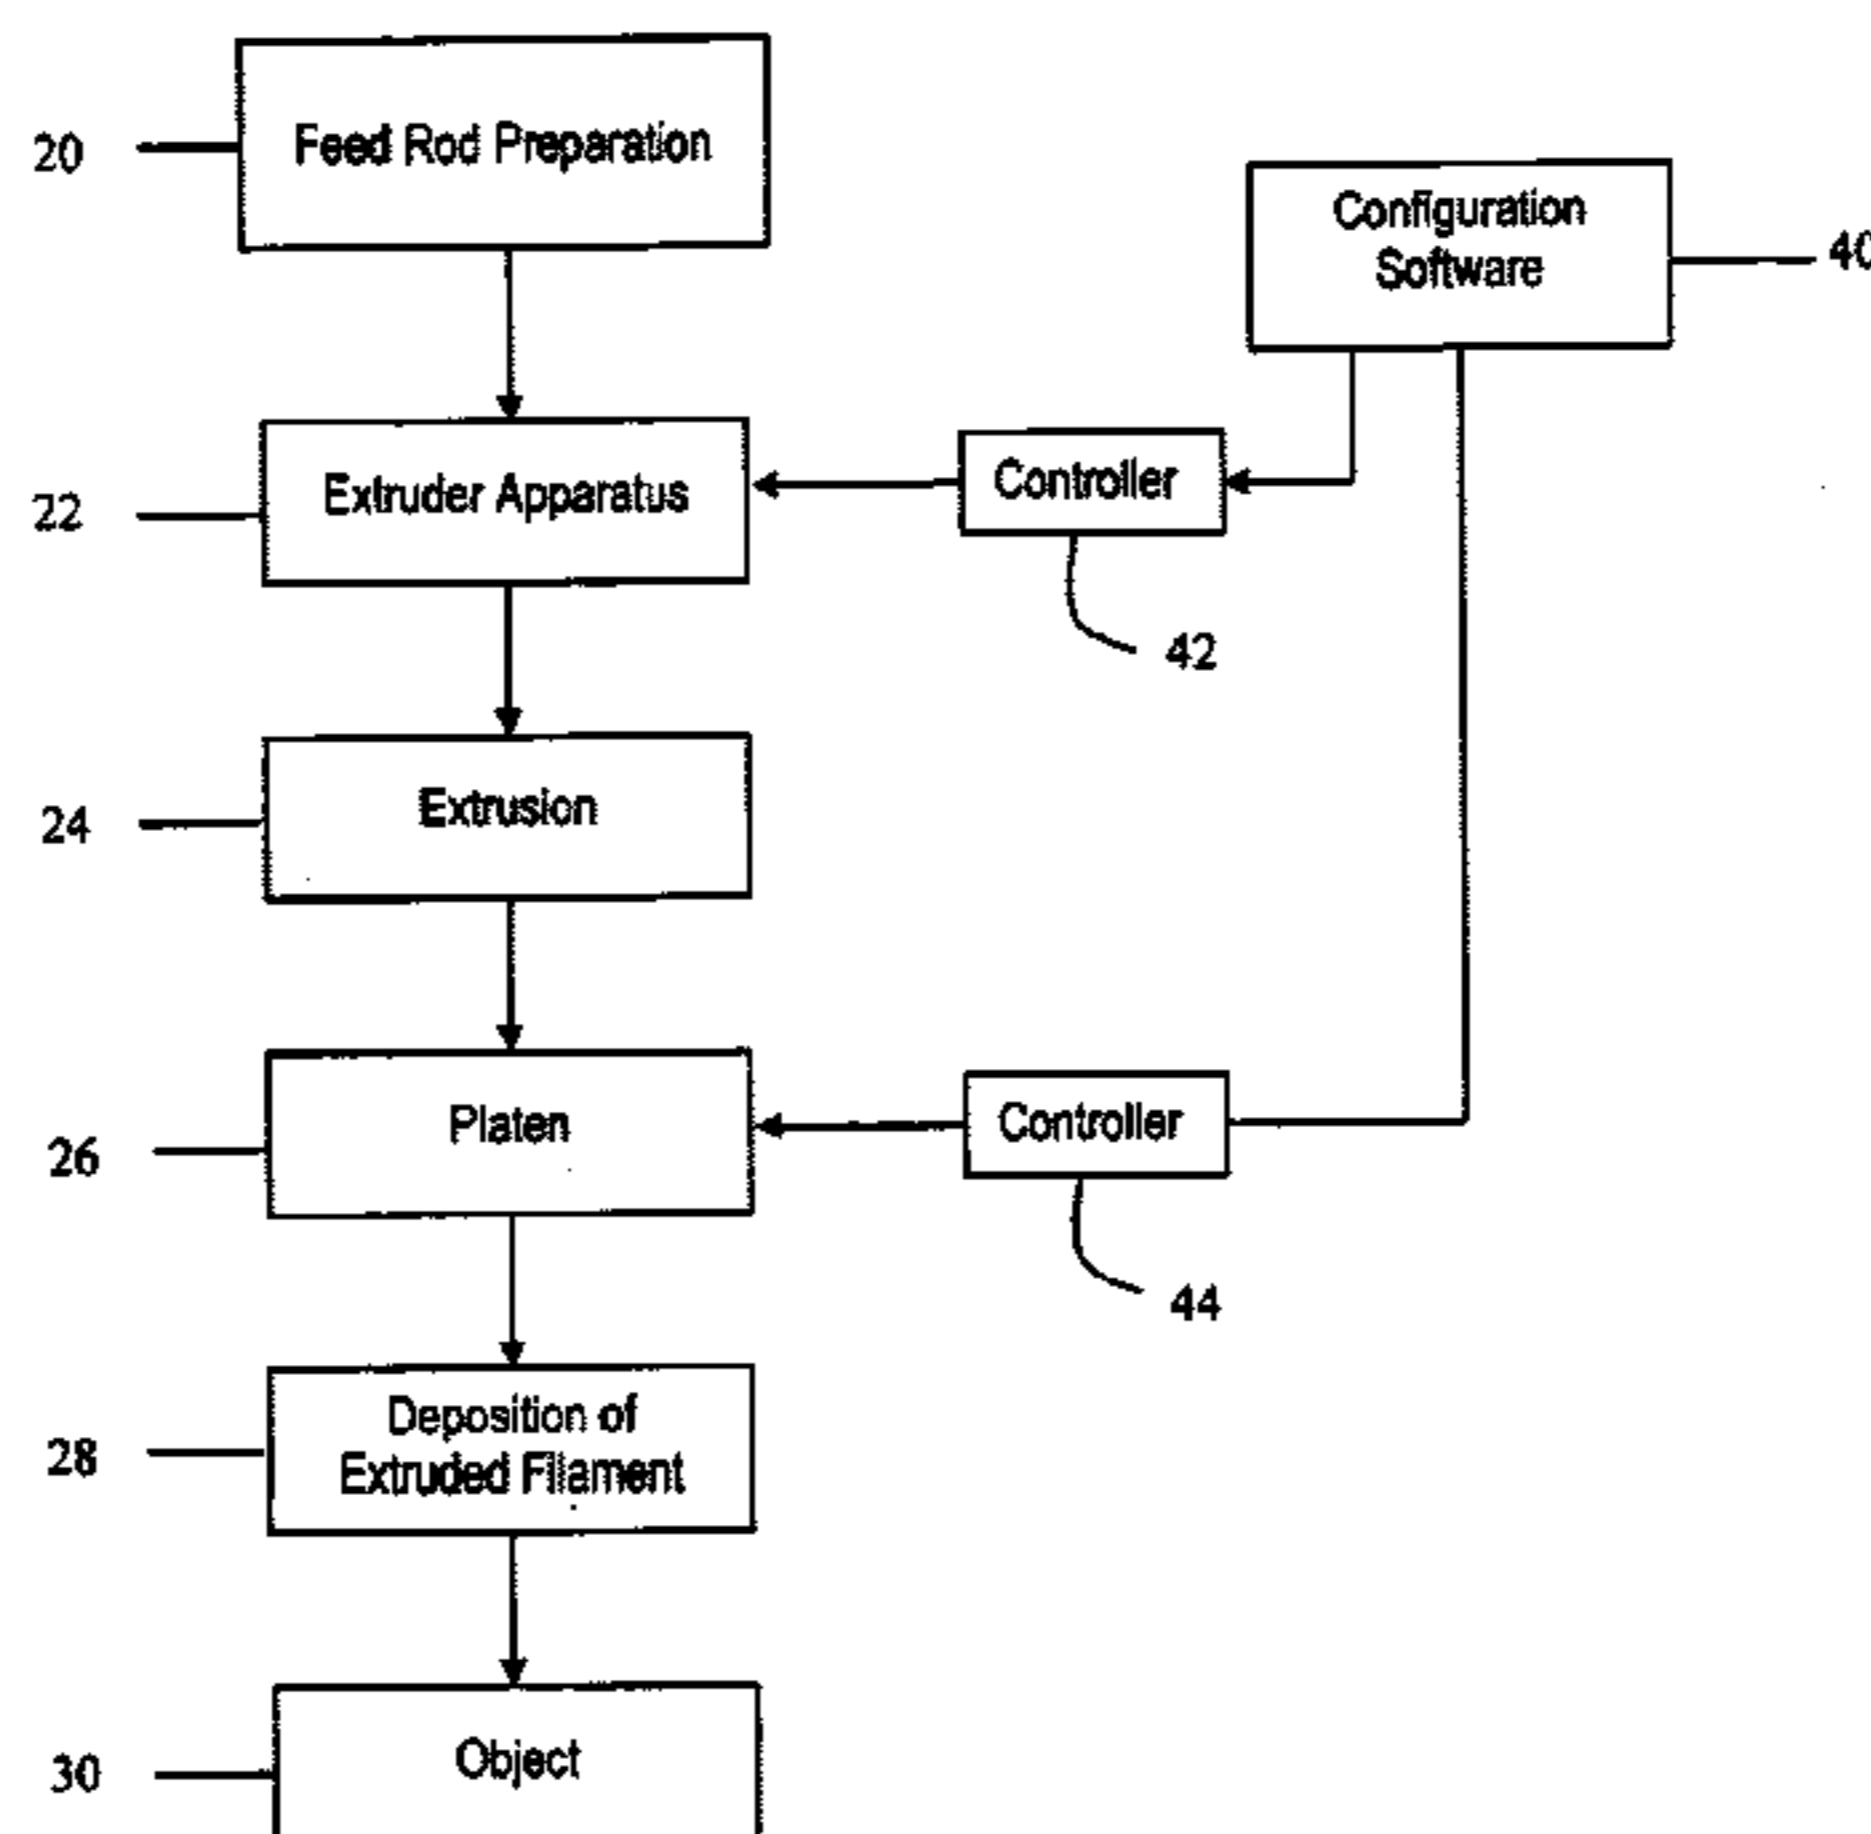 20
Feed Rod Preparation
Configuration
Software
40
22
Extruder Apparatus
Controller
42
24
Extrusion
26
Platen
Controller
44
28
Deposition of
Extruded Filament
30
Object